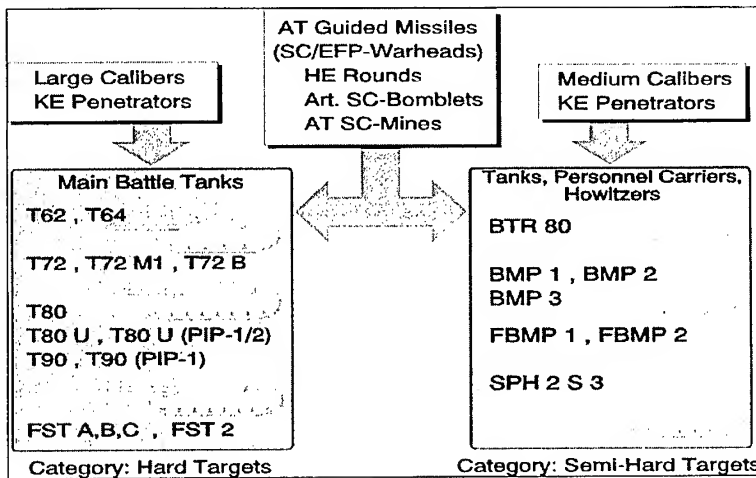 AT Guided Missiles
(SC/EFP-Warheads)
HE Rounds
Art. SC-Bomblets
AT SC-Mines
Large Calibers
KE Penetrators
Medium Calibers
KE Penetrators
Main Battle Tanks
T62 , T64
T72 , T72 M1 , T72 B
T80
T80 U , T80 U (PIP-1/2)
T90 , T90 (PIP-1)
FST A,B,C , FST 2
Category: Hard Targets
Tanks, Personnel Carriers,
Howitzers
BTR 80
BMP 1 , BMP 2
BMP 3
FBMP 1 , FBMP 2
SPH 2 S 3
Category: Semi-Hard Targets